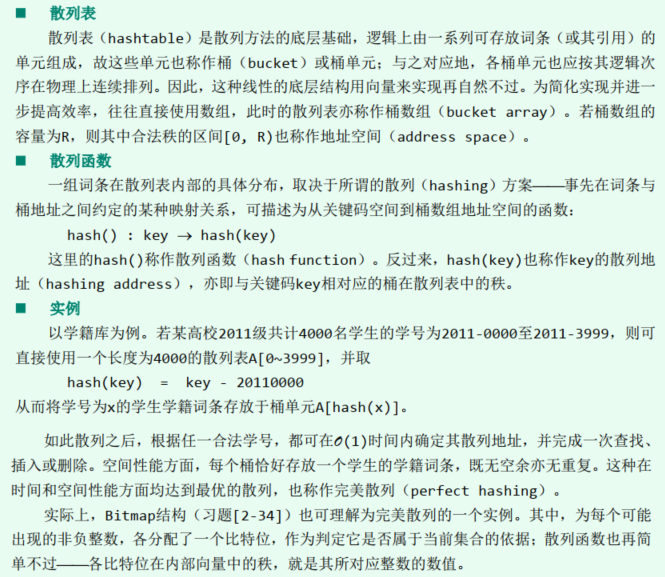 ■ 散列表
散列表（hashtable）是散列方法的底层基础，逻辑上由一系列可存放词条（或其引用）的
单元组成，故这些单元也称作桶（bucket）或桶单元；与之对应地，各桶单元也应按其逻辑次
序在物理上连续排列。因此，这种线性的底层结构用向量来实现再自然不过。为简化实现并进一
步提高效率，往往直接使用数组，此时的散列表亦称作桶数组（bucket array）。若桶数组的
容量为R，则其中合法秩的区间[0, R)也称作地址空间（address space）。
■ 散列函数
一组词条在散列表内部的具体分布，取决于所谓的散列（hashing）方案——事先在词条与
桶地址之间约定的某种映射关系，可描述为从关键码空间到桶数组地址空间的函数：
hash() : key → hash(key)
这里的hash()称作散列函数（hash function）。反过来，hash(key)也称作key的散列地
址（hashing address），亦即与关键码key相对应的桶在散列表中的秩。
■ 实例
以学籍库为例。若某高校2011级共计4000名学生的学号为2011-0000至2011-3999，则可
直接使用一个长度为4000的散列表A[0~3999]，并取
hash(key) = key - 20110000
从而将学号为x的学生学籍词条存放于桶单元A[hash(x)]。
如此散列之后，根据任一合法学号，都可在O(1)时间内确定其散列地址，并完成一次查找、
插入或删除。空间性能方面，每个桶恰好存放一个学生的学籍词条，既无空余亦无重复。这种在
时间和空间性能方面均达到最优的散列，也称作完美散列（perfect hashing）。
实际上，Bitmap结构（习题[2-34]）也可理解为完美散列的一个实例。其中，为每个可能
出现的非负整数，各分配了一个比特位，作为判定它是否属于当前集合的依据；散列函数也再简
单不过——各比特位在内部向量中的秩，就是其所对应整数的数值。